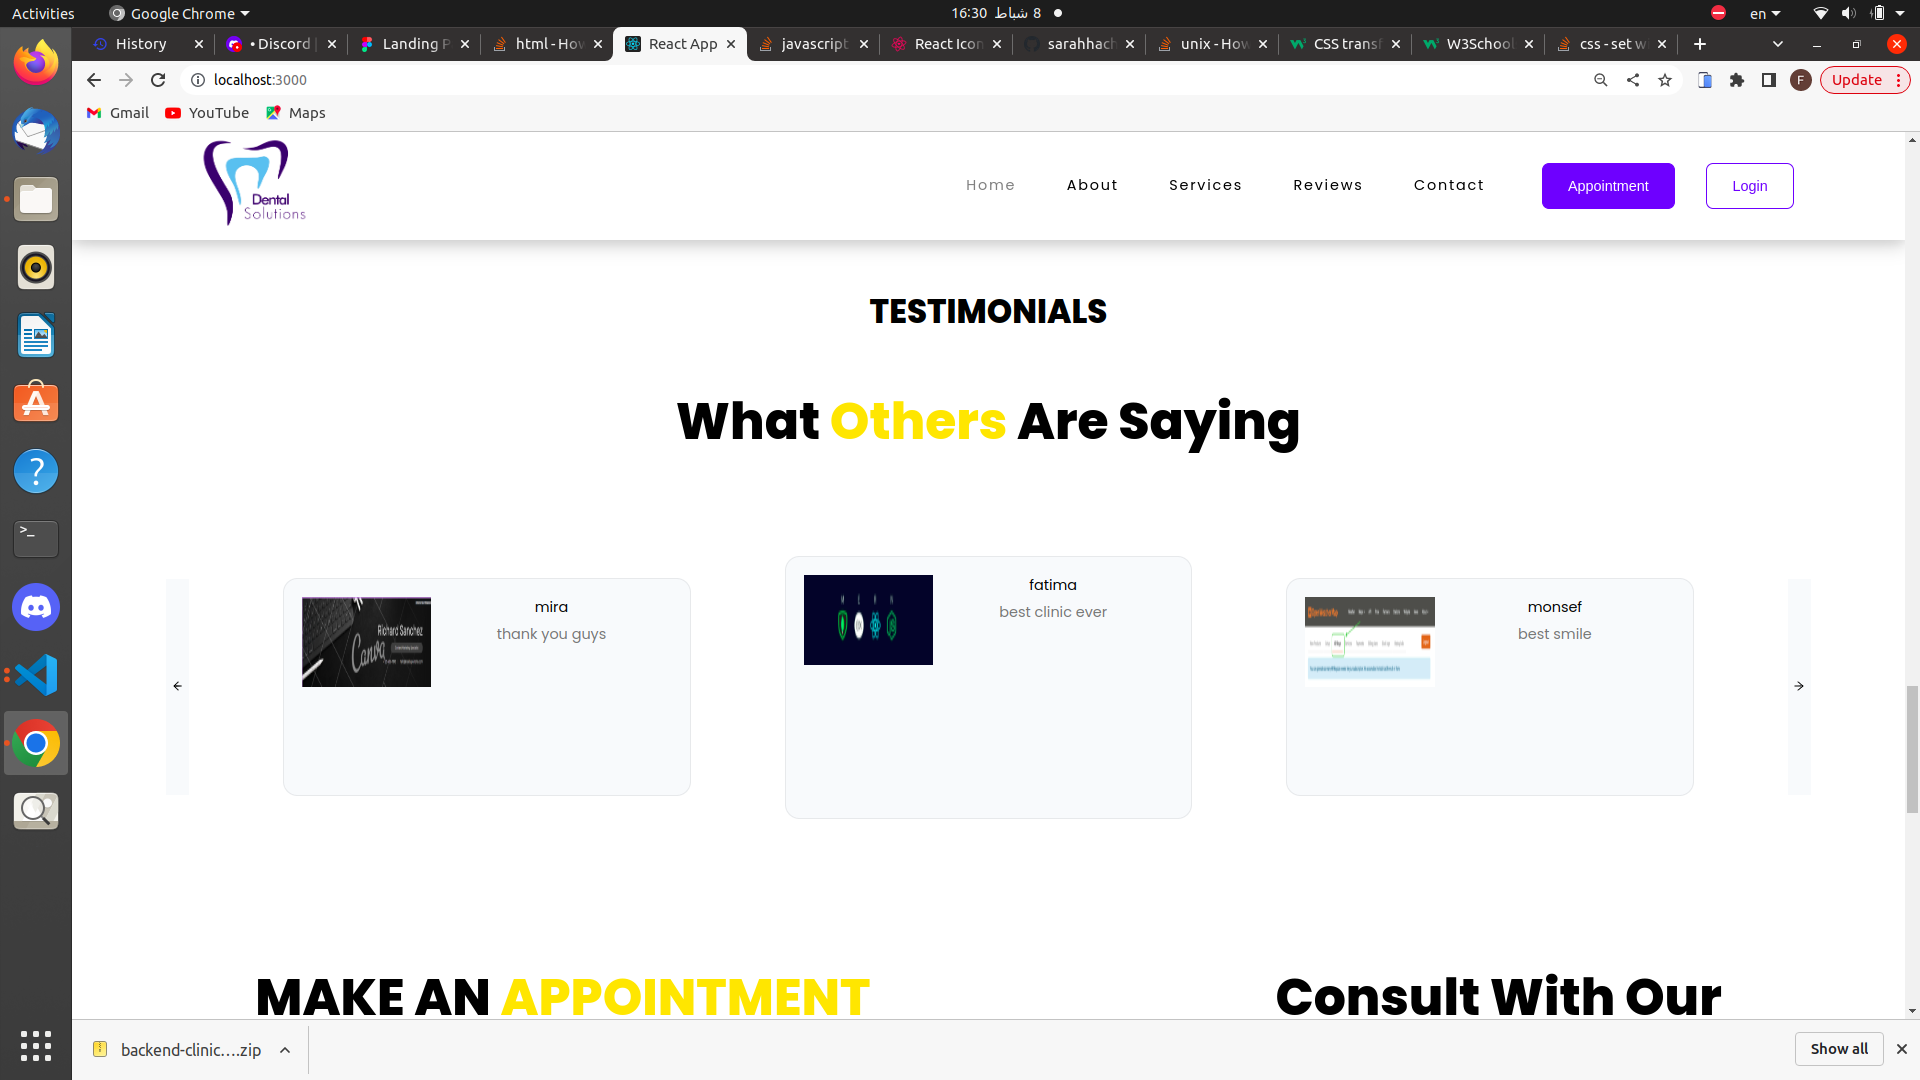 Activities
Google Chrome
16:30 8 شباط
en
History
• Discord |
Landing P
html - How
React App
javascript
React Icon
sarahhach
unix - How
CSS transf
W3School
css - set w
localhost:3000
F
Update
Gmail
YouTube
Maps
Dental
Solutions
Home
About
Services
Reviews
Contact
Appointment
Login
TESTIMONIALS
What Others Are Saying
Richard Sanchez
Canva
mira
thank you guys
M E R N
fatima
best clinic ever
monsef
best smile
MAKE AN APPOINTMENT
Consult With Our
backend-clinic....zip
Show all